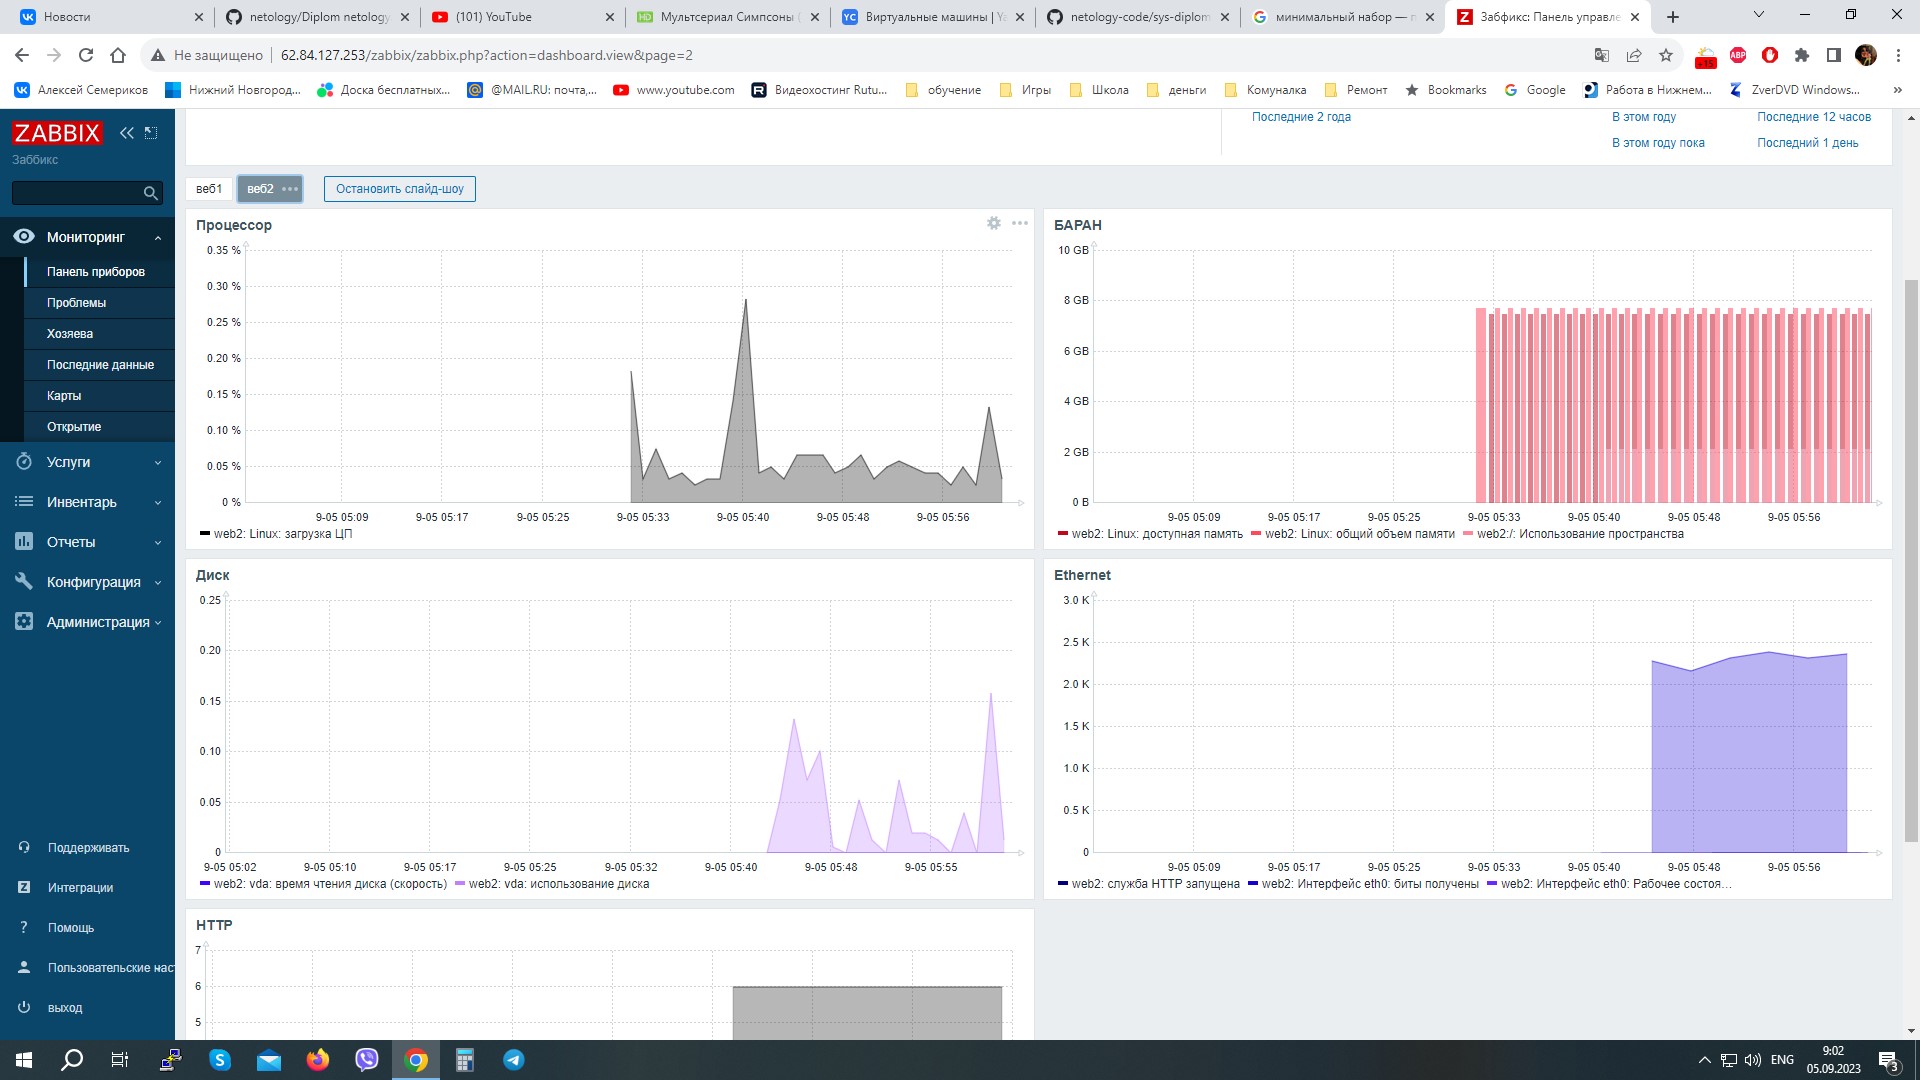 Новости
netology/Diplom netology
(101) YouTube
Мультсериал Симпсоны (
Виртуальные машины | Ya
netology-code/sys-diplom
минимальный набор — п
Заббикс: Панель управле
Не защищено
62.84.127.253/zabbix/zabbix.php?action=dashboard.view&page=2
Алексей Семериков
Нижний Новгород...
Доска бесплатных...
@MAIL.RU: почта,...
www.youtube.com
Видеохостинг Rutu...
обучение
Игры
Школа
деньги
Комуналка
Ремонт
Bookmarks
Google
Работа в Нижнем...
ZverDVD Windows...
ZABBIX
Заббикс
Мониторинг
Панель приборов
Проблемы
Хозяева
Последние данные
Карты
Открытие
Услуги
Инвентарь
Отчеты
Конфигурация
Администрация
Поддерживать
Интеграции
Помощь
Пользовательские наст
выход
Последние 2 года
В этом году
Последние 12 часов
В этом году пока
Последний 1 день
веб1
веб2
Остановить слайд-шоу
Процессор
0.35 %
0.30 %
0.25 %
0.20 %
0.15 %
0.10 %
0.05 %
0 %
9-05 05:09
9-05 05:17
9-05 05:25
9-05 05:33
9-05 05:40
9-05 05:48
9-05 05:56
web2: Linux: загрузка ЦП
БАРАН
10 GB
8 GB
6 GB
4 GB
2 GB
0 B
9-05 05:09
9-05 05:17
9-05 05:25
9-05 05:33
9-05 05:40
9-05 05:48
9-05 05:56
web2: Linux: доступная память
web2: Linux: общий объем памяти
web2:/: Использование пространства
Диск
0.25
0.20
0.15
0.10
0.05
0
9-05 05:02
9-05 05:10
9-05 05:17
9-05 05:25
9-05 05:32
9-05 05:40
9-05 05:48
9-05 05:55
web2: vda: время чтения диска (скорость)
web2: vda: использование диска
Ethernet
3.0 K
2.5 K
2.0 K
1.5 K
1.0 K
0.5 K
0
9-05 05:09
9-05 05:17
9-05 05:25
9-05 05:33
9-05 05:40
9-05 05:48
9-05 05:56
web2: служба HTTP запущена
web2: Интерфейс eth0: биты получены
web2: Интерфейс eth0: Рабочее состоя...
HTTP
7
6
5
ENG
9:02
05.09.2023
3